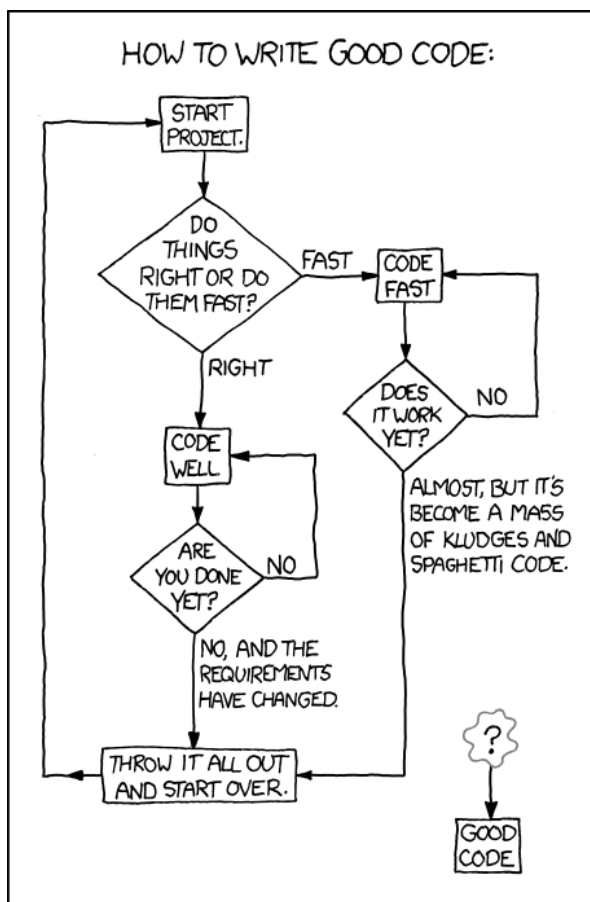 HOW TO WRITE GOOD CODE:
START
PROJECT.
DO
THINGS
RIGHT OR DO
THEM FAST?
FAST
CODE
FAST
RIGHT
DOES
IT WORK
YET?
NO
CODE
WELL.
ALMOST, BUT IT'S
BECOME A MASS
OF KLUDGES AND
SPAGHETTI CODE.
ARE
YOU DONE
YET?
NO
NO, AND THE
REQUIREMENTS
HAVE CHANGED.
THROW IT ALL OUT
AND START OVER.
?
GOOD
CODE